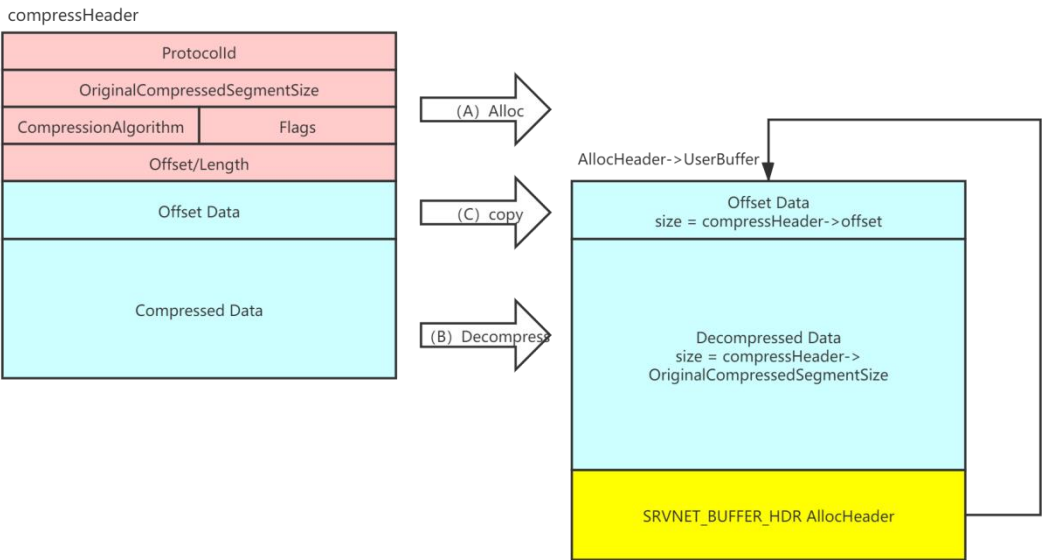 compressHeader
ProtocolId
OriginalCompressedSegmentSize
CompressionAlgorithm
Flags
Offset/Length
Offset Data
Compressed Data
(A) Alloc
(C) copy
(B) Decompress
AllocHeader->UserBuffer
Offset Data
size = compressHeader->offset
Decompressed Data
size = compressHeader->
OriginalCompressedSegmentSize
SRVNET_BUFFER_HDR AllocHeader